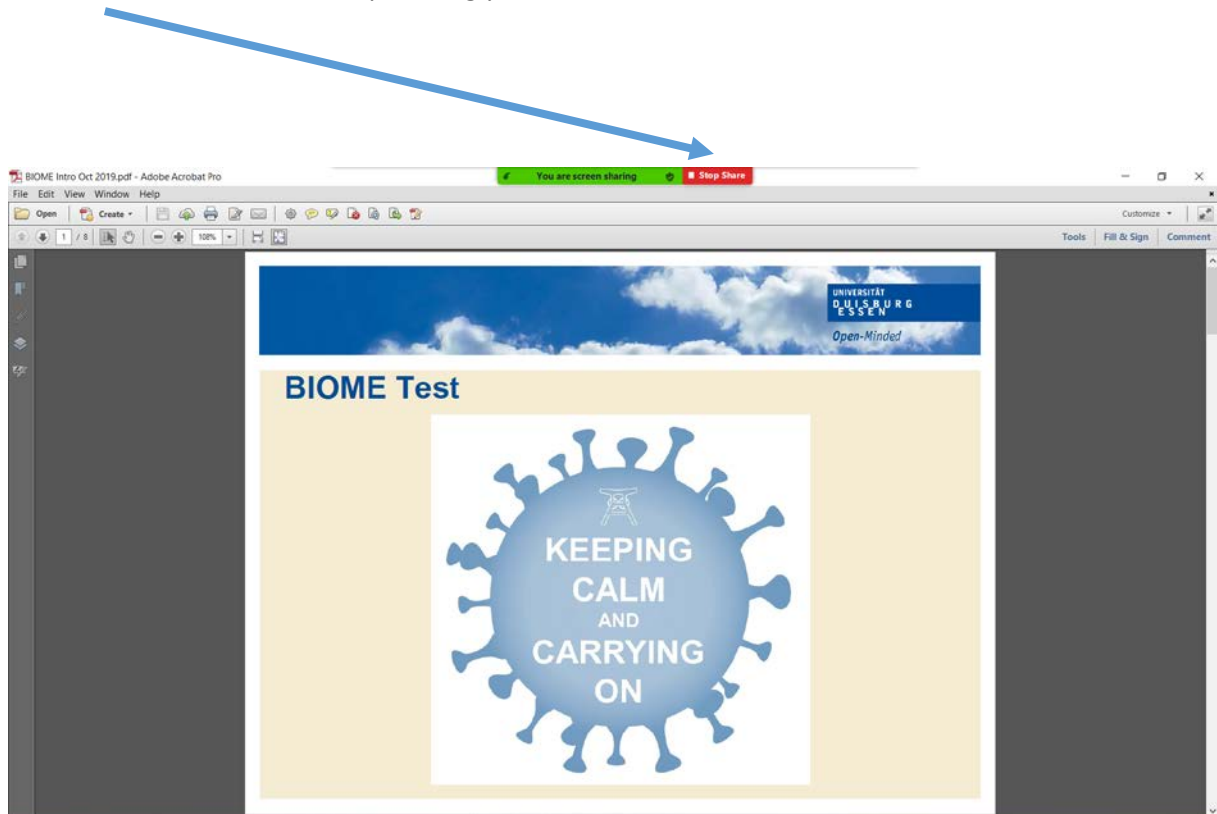 BIOME Intro Oct 2019.pdf - Adobe Acrobat Pro
You are screen sharing Stop Share
File Edit View Window Help
Open Create Customize
1 / 8 108% Tools Fill & Sign Comment
UNIVERSITÄT
DUISBURG
ESSEN
Open-Minded
BIOME Test
KEEPING
CALM
AND
CARRYING
ON